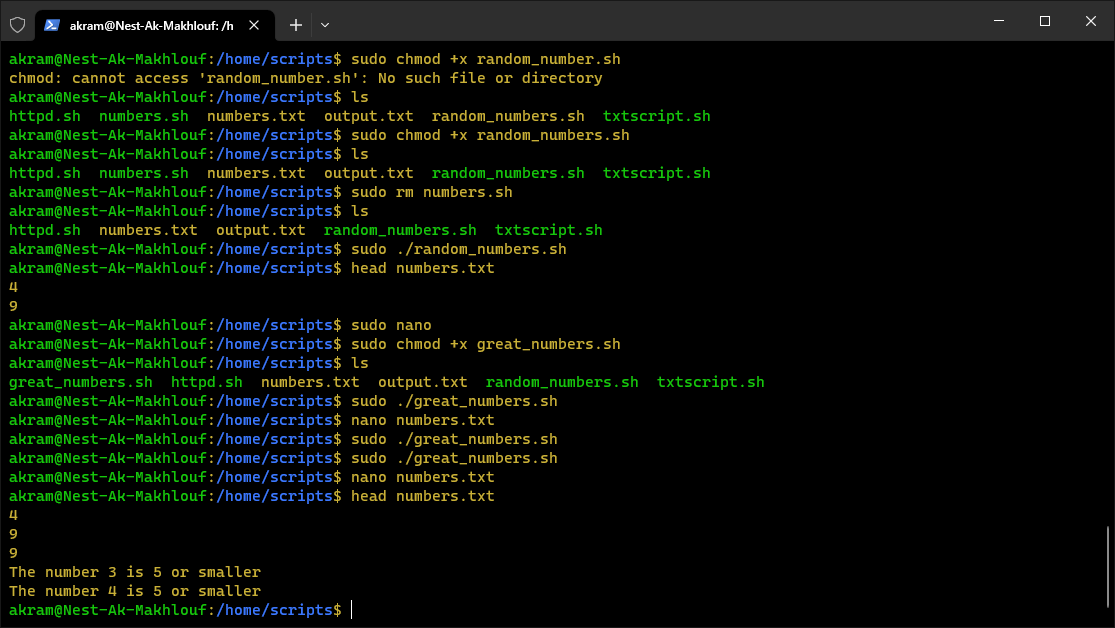 akram@Nest-Ak-Makhlouf: /h
akram@Nest-Ak-Makhlouf:/home/scripts$ sudo chmod +x random_number.sh
chmod: cannot access 'random_number.sh': No such file or directory
akram@Nest-Ak-Makhlouf:/home/scripts$ ls
httpd.sh  numbers.sh  numbers.txt  output.txt  random_numbers.sh  txtscript.sh
akram@Nest-Ak-Makhlouf:/home/scripts$ sudo chmod +x random_numbers.sh
akram@Nest-Ak-Makhlouf:/home/scripts$ ls
httpd.sh  numbers.sh  numbers.txt  output.txt  random_numbers.sh  txtscript.sh
akram@Nest-Ak-Makhlouf:/home/scripts$ sudo rm numbers.sh
akram@Nest-Ak-Makhlouf:/home/scripts$ ls
httpd.sh  numbers.txt  output.txt  random_numbers.sh  txtscript.sh
akram@Nest-Ak-Makhlouf:/home/scripts$ sudo ./random_numbers.sh
akram@Nest-Ak-Makhlouf:/home/scripts$ head numbers.txt
4
9
akram@Nest-Ak-Makhlouf:/home/scripts$ sudo nano
akram@Nest-Ak-Makhlouf:/home/scripts$ sudo chmod +x great_numbers.sh
akram@Nest-Ak-Makhlouf:/home/scripts$ ls
great_numbers.sh  httpd.sh  numbers.txt  output.txt  random_numbers.sh  txtscript.sh
akram@Nest-Ak-Makhlouf:/home/scripts$ sudo ./great_numbers.sh
akram@Nest-Ak-Makhlouf:/home/scripts$ nano numbers.txt
akram@Nest-Ak-Makhlouf:/home/scripts$ sudo ./great_numbers.sh
akram@Nest-Ak-Makhlouf:/home/scripts$ sudo ./great_numbers.sh
akram@Nest-Ak-Makhlouf:/home/scripts$ nano numbers.txt
akram@Nest-Ak-Makhlouf:/home/scripts$ head numbers.txt
4
9
9
The number 3 is 5 or smaller
The number 4 is 5 or smaller
akram@Nest-Ak-Makhlouf:/home/scripts$